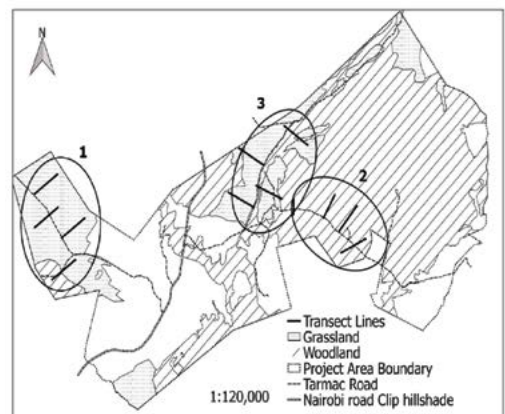 N
3
1
2
Transect Lines
Grassland
Woodland
Project Area Boundary
Tarmac Road
1:120,000
Nairobi road Clip hillshade